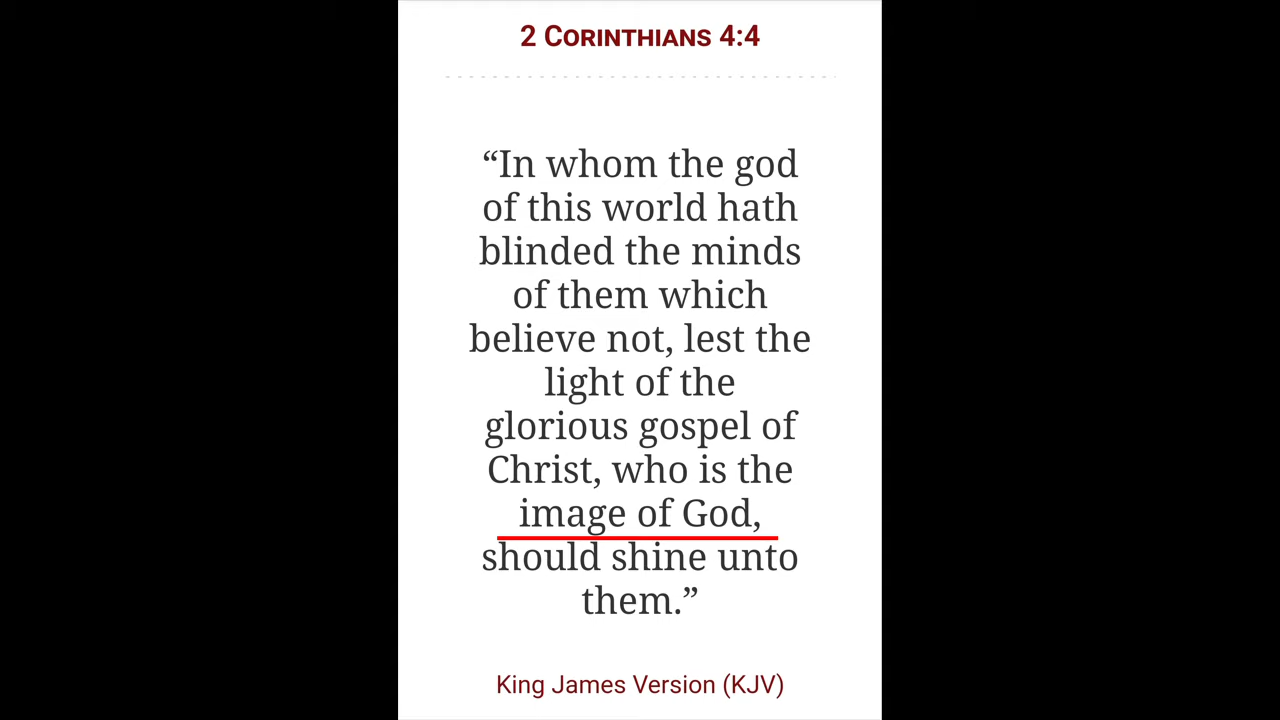 2 CORINTHIANS 4:4
“In whom the god
of this world hath
blinded the minds
of them which
believe not, lest the
light of the
glorious gospel of
Christ, who is the
image of God,
should shine unto
them.”
King James Version (KJV)